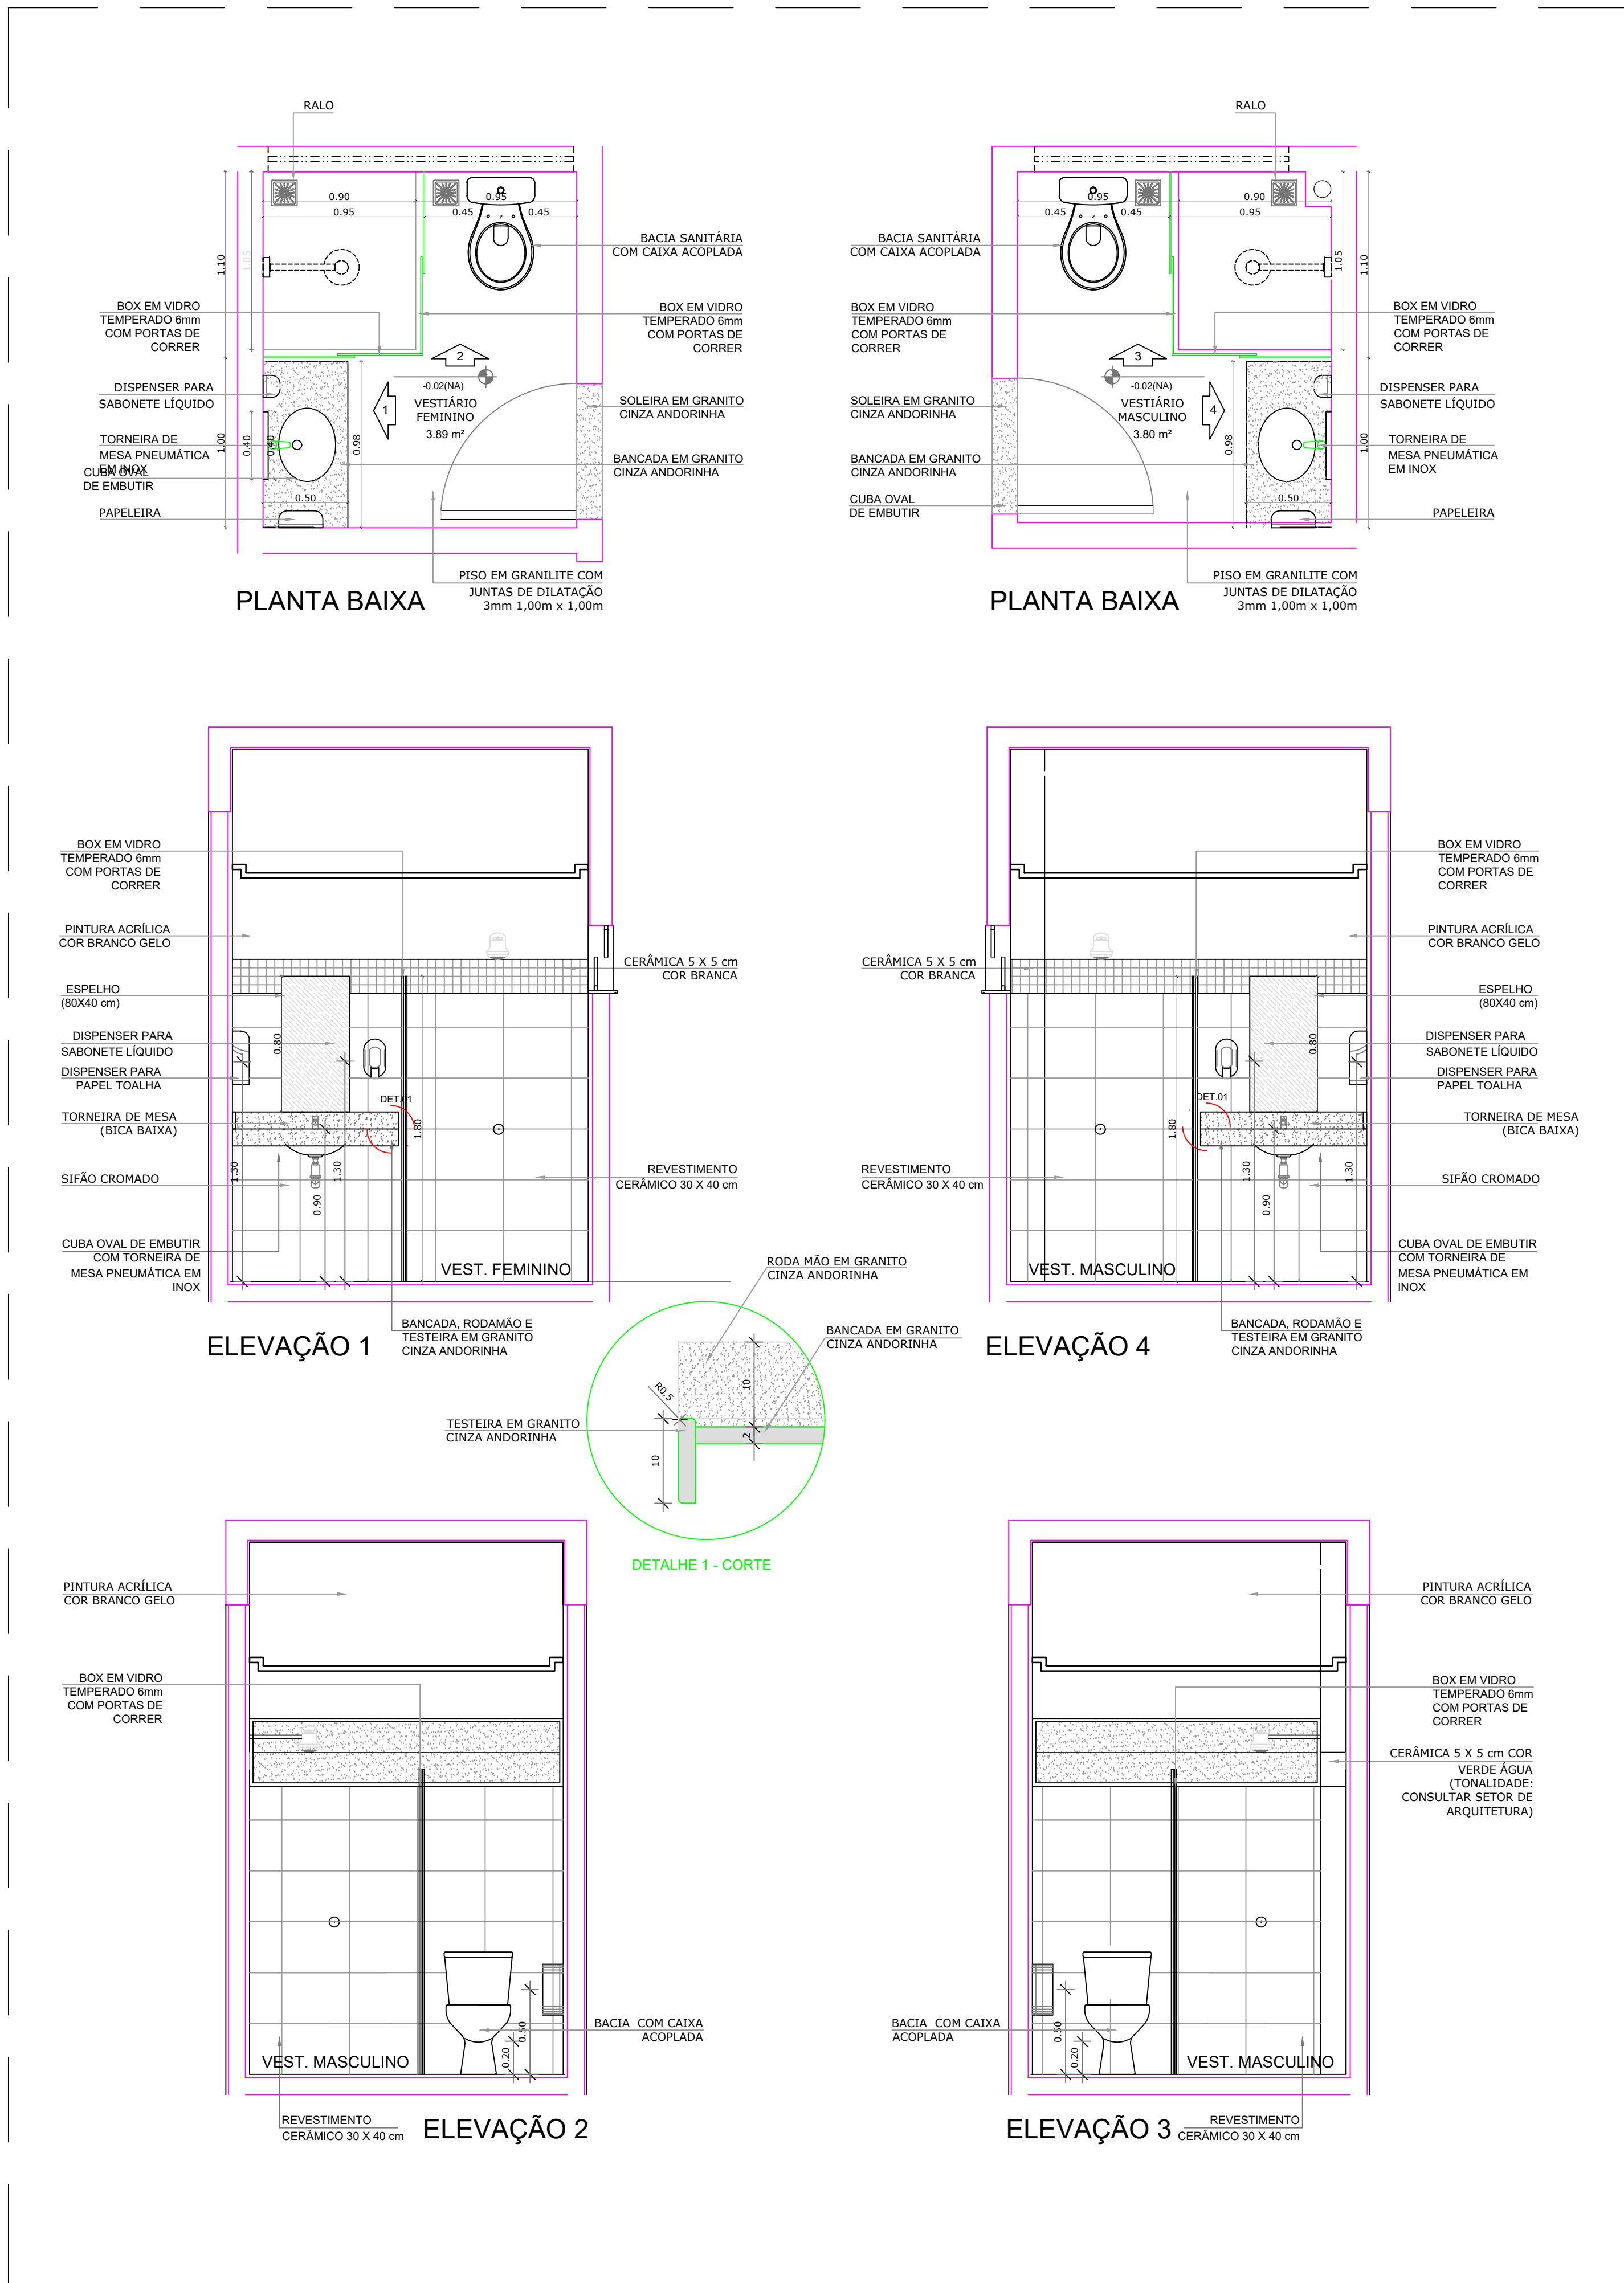 RALO
0.90
0.95
0.95
0.45
0.45
1.10
1.05
BACIA SANITÁRIA
COM CAIXA ACOPLADA
BOX EM VIDRO
TEMPERADO 6mm
COM PORTAS DE
CORRER
BOX EM VIDRO
TEMPERADO 6mm
COM PORTAS DE
CORRER
2
-0.02(NA)
1
VESTIÁRIO
FEMININO
3.89 m²
DISPENSER PARA
SABONETE LÍQUIDO
SOLEIRA EM GRANITO
CINZA ANDORINHA
TORNEIRA DE
MESA PNEUMÁTICA
EM INOX
CUBA OVAL
DE EMBUTIR
1.00
0.40
0.40
0.98
0.50
BANCADA EM GRANITO
CINZA ANDORINHA
PAPELEIRA
PISO EM GRANILITE COM
JUNTAS DE DILATAÇÃO
3mm 1,00m x 1,00m
PLANTA BAIXA
RALO
0.95
0.90
0.45
0.45
0.95
1.05
1.10
BACIA SANITÁRIA
COM CAIXA ACOPLADA
BOX EM VIDRO
TEMPERADO 6mm
COM PORTAS DE
CORRER
BOX EM VIDRO
TEMPERADO 6mm
COM PORTAS DE
CORRER
3
-0.02(NA)
4
VESTIÁRIO
MASCULINO
3.80 m²
SOLEIRA EM GRANITO
CINZA ANDORINHA
DISPENSER PARA
SABONETE LÍQUIDO
0.98
1.00
0.50
TORNEIRA DE
MESA PNEUMÁTICA
EM INOX
BANCADA EM GRANITO
CINZA ANDORINHA
CUBA OVAL
DE EMBUTIR
PAPELEIRA
PISO EM GRANILITE COM
JUNTAS DE DILATAÇÃO
3mm 1,00m x 1,00m
PLANTA BAIXA
BOX EM VIDRO
TEMPERADO 6mm
COM PORTAS DE
CORRER
PINTURA ACRÍLICA
COR BRANCO GELO
CERÂMICA 5 X 5 cm
COR BRANCA
ESPELHO
(80X40 cm)
DISPENSER PARA
SABONETE LÍQUIDO
DISPENSER PARA
PAPEL TOALHA
TORNEIRA DE MESA
(BICA BAIXA)
SIFÃO CROMADO
CUBA OVAL DE EMBUTIR
COM TORNEIRA DE
MESA PNEUMÁTICA EM
INOX
0.80
DET.01
1.80
1.30
1.30
0.90
REVESTIMENTO
CERÂMICO 30 X 40 cm
VEST. FEMININO
BANCADA, RODAMÃO E
TESTEIRA EM GRANITO
CINZA ANDORINHA
ELEVAÇÃO 1
BOX EM VIDRO
TEMPERADO 6mm
COM PORTAS DE
CORRER
PINTURA ACRÍLICA
COR BRANCO GELO
CERÂMICA 5 X 5 cm
COR BRANCA
ESPELHO
(80X40 cm)
DISPENSER PARA
SABONETE LÍQUIDO
DISPENSER PARA
PAPEL TOALHA
TORNEIRA DE MESA
(BICA BAIXA)
SIFÃO CROMADO
CUBA OVAL DE EMBUTIR
COM TORNEIRA DE
MESA PNEUMÁTICA EM
INOX
0.80
DET.01
1.80
1.30
1.30
0.90
REVESTIMENTO
CERÂMICO 30 X 40 cm
VEST. MASCULINO
BANCADA, RODAMÃO E
TESTEIRA EM GRANITO
CINZA ANDORINHA
ELEVAÇÃO 4
RODA MÃO EM GRANITO
CINZA ANDORINHA
BANCADA EM GRANITO
CINZA ANDORINHA
TESTEIRA EM GRANITO
CINZA ANDORINHA
R0.5
10
2
10
DETALHE 1 - CORTE
PINTURA ACRÍLICA
COR BRANCO GELO
BOX EM VIDRO
TEMPERADO 6mm
COM PORTAS DE
CORRER
BACIA COM CAIXA
ACOPLADA
0.50
0.20
VEST. MASCULINO
REVESTIMENTO
CERÂMICO 30 X 40 cm
ELEVAÇÃO 2
PINTURA ACRÍLICA
COR BRANCO GELO
BOX EM VIDRO
TEMPERADO 6mm
COM PORTAS DE
CORRER
CERÂMICA 5 X 5 cm COR
VERDE ÁGUA
(TONALIDADE:
CONSULTAR SETOR DE
ARQUITETURA)
BACIA COM CAIXA
ACOPLADA
0.50
0.20
VEST. MASCULINO
ELEVAÇÃO 3
REVESTIMENTO
CERÂMICO 30 X 40 cm